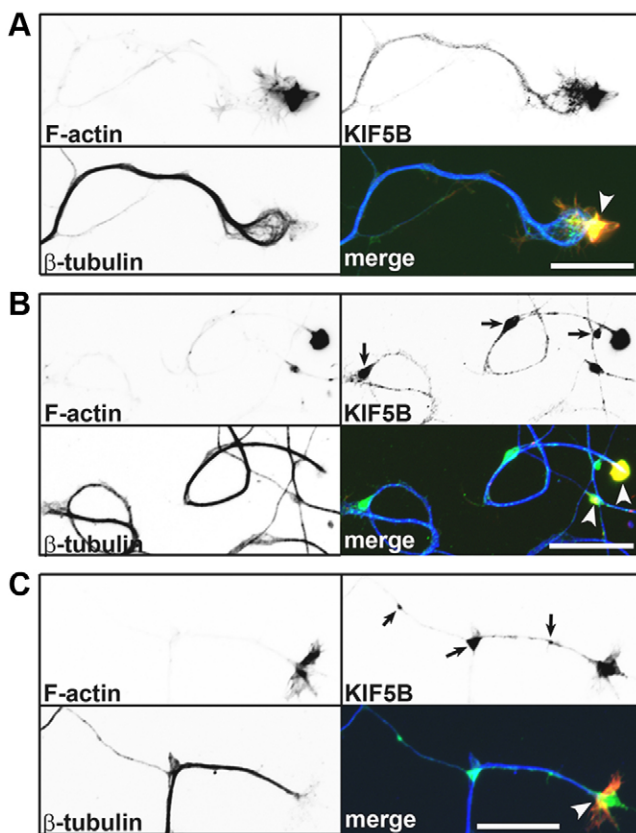 A
F-actin
KIF5B
β-tubulin
merge
B
F-actin
KIF5B
β-tubulin
merge
C
F-actin
KIF5B
β-tubulin
merge